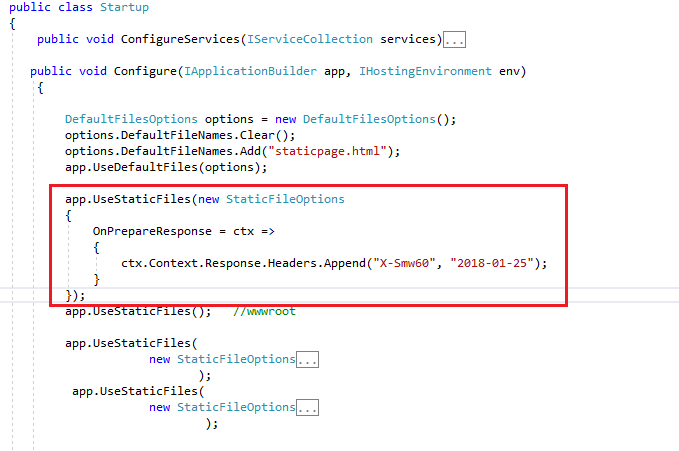 public class Startup
{
public void ConfigureServices(IServiceCollection services)...
public void Configure(IApplicationBuilder app, IHostingEnvironment env)
{
DefaultFilesOptions options = new DefaultFilesOptions();
options.DefaultFileNames.Clear();
options.DefaultFileNames.Add("staticpage.html");
app.UseDefaultFiles(options);
app.UseStaticFiles(new StaticFileOptions
{
OnPrepareResponse = ctx =>
{
ctx.Context.Response.Headers.Append("X-Smw60", "2018-01-25");
}
});
app.UseStaticFiles();   //wwwroot
app.UseStaticFiles(
new StaticFileOptions...
);
app.UseStaticFiles(
new StaticFileOptions...
);